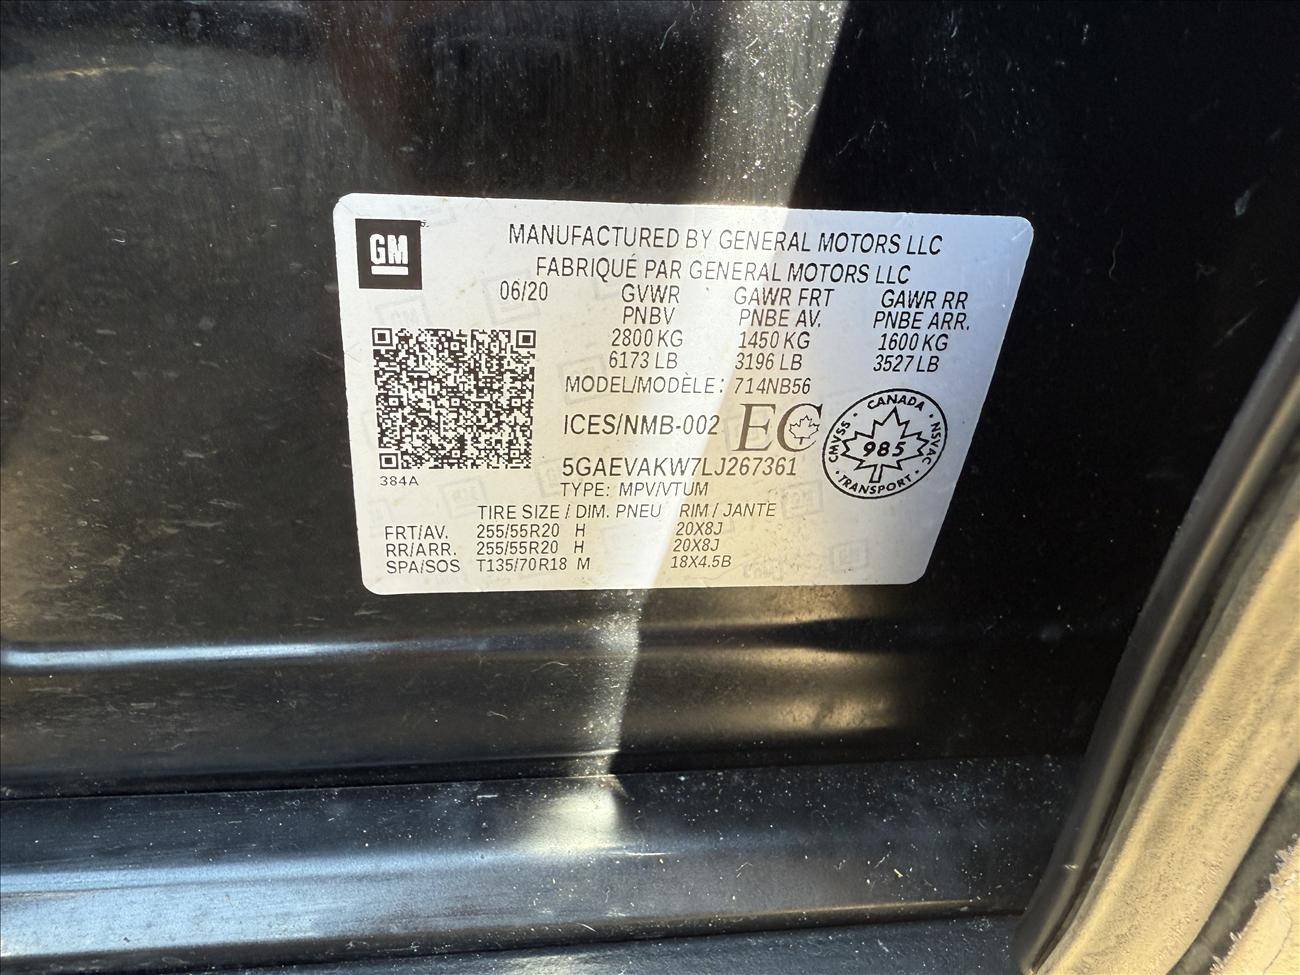 GM
MANUFACTURED BY GENERAL MOTORS LLC
FABRIQUÉ PAR GENERAL MOTORS LLC
06/20 GVWR GAWR FRT GAWR RR
PNBV PNBE AV. PNBE ARR.
2800 KG 1450 KG 1600 KG
6173 LB 3196 LB 3527 LB
MODEL/MODÈLE: 714NB56
ICES/NMB-002 EC
CANADA
CMVSS 985 NSVAC
TRANSPORT
5GAEVAKW7LJ267361
384A
TYPE: MPV/VTUM
TIRE SIZE / DIM. PNEU RIM / JANTE
FRT/AV. 255/55R20 H 20X8J
RR/ARR. 255/55R20 H 20X8J
SPA/SOS T135/70R18 M 18X4.5B